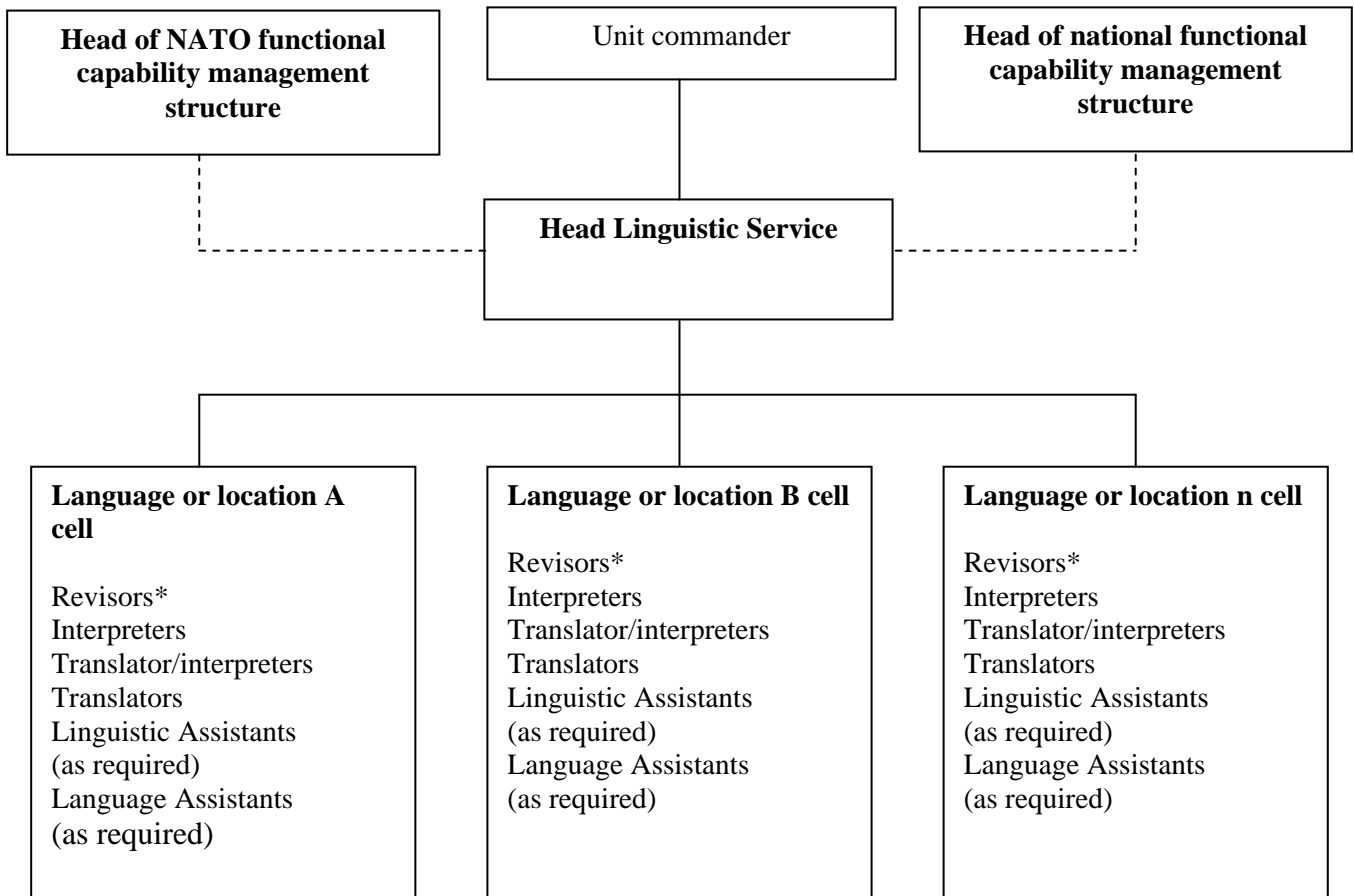 Head of NATO functional
capability management
structure
Unit commander
Head of national functional
capability management
structure
Head Linguistic Service
Language or location A
cell
Revisors*
Interpreters
Translator/interpreters
Translators
Linguistic Assistants
(as required)
Language Assistants
(as required)
Language or location B cell
Revisors*
Interpreters
Translator/interpreters
Translators
Linguistic Assistants
(as required)
Language Assistants
(as required)
Language or location n cell
Revisors*
Interpreters
Translator/interpreters
Translators
Linguistic Assistants
(as required)
Language Assistants
(as required)